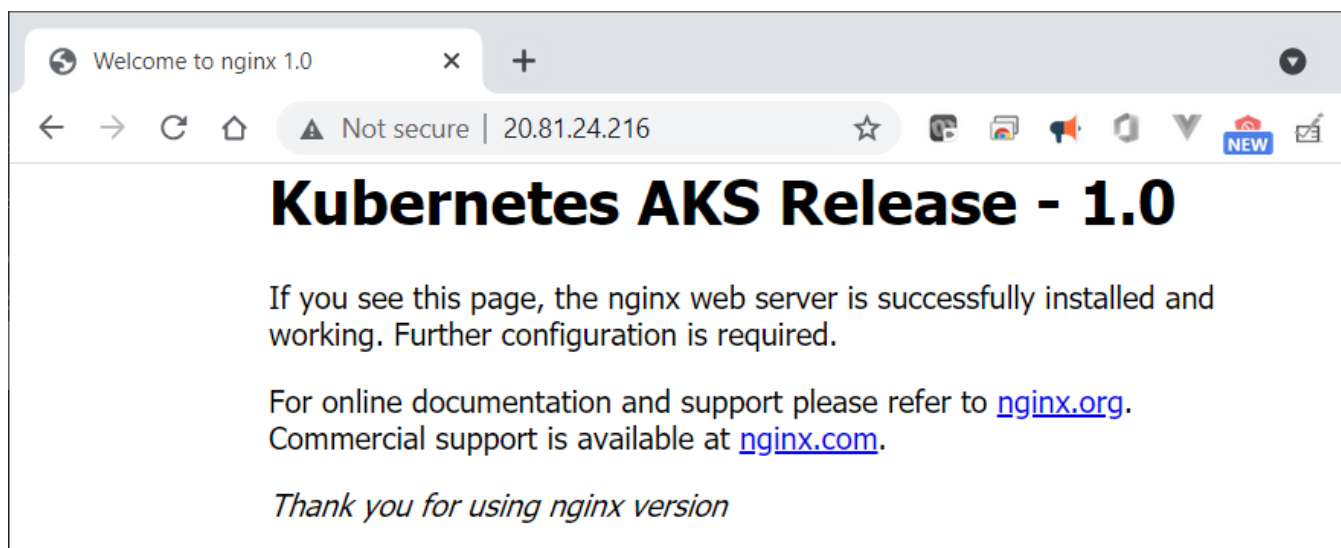 Welcome to nginx 1.0
Not secure | 20.81.24.216
NEW
Kubernetes AKS Release - 1.0
If you see this page, the nginx web server is successfully installed and
working. Further configuration is required.
For online documentation and support please refer to nginx.org.
Commercial support is available at nginx.com.
Thank you for using nginx version